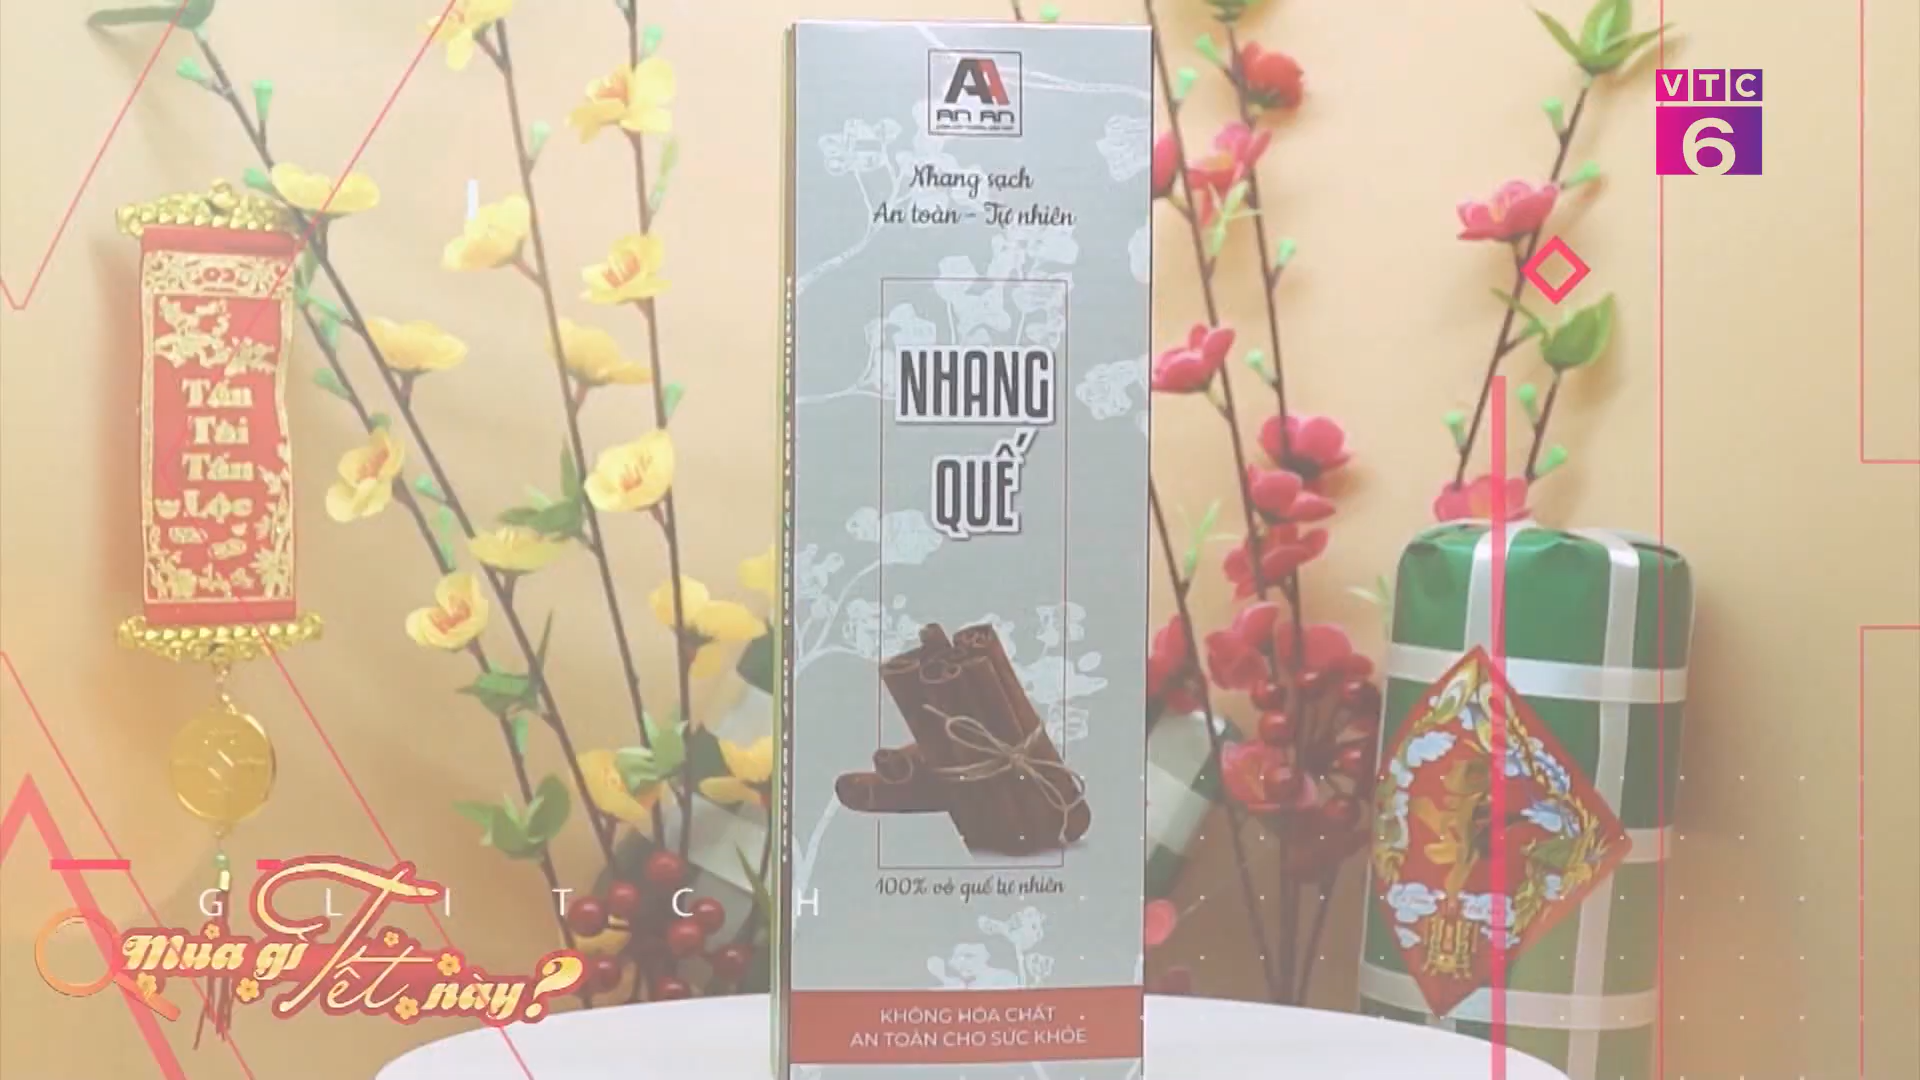 VTC
6
AN AN
Nhang sạch
An toàn - Tự nhiên
NHANG
QUẾ
100% vỏ quế tự nhiên
KHÔNG HÓA CHẤT
AN TOÀN CHO SỨC KHỎE
Tấn
Tài
Tấn
Lộc
GLITCH
Mua gì Tết này?